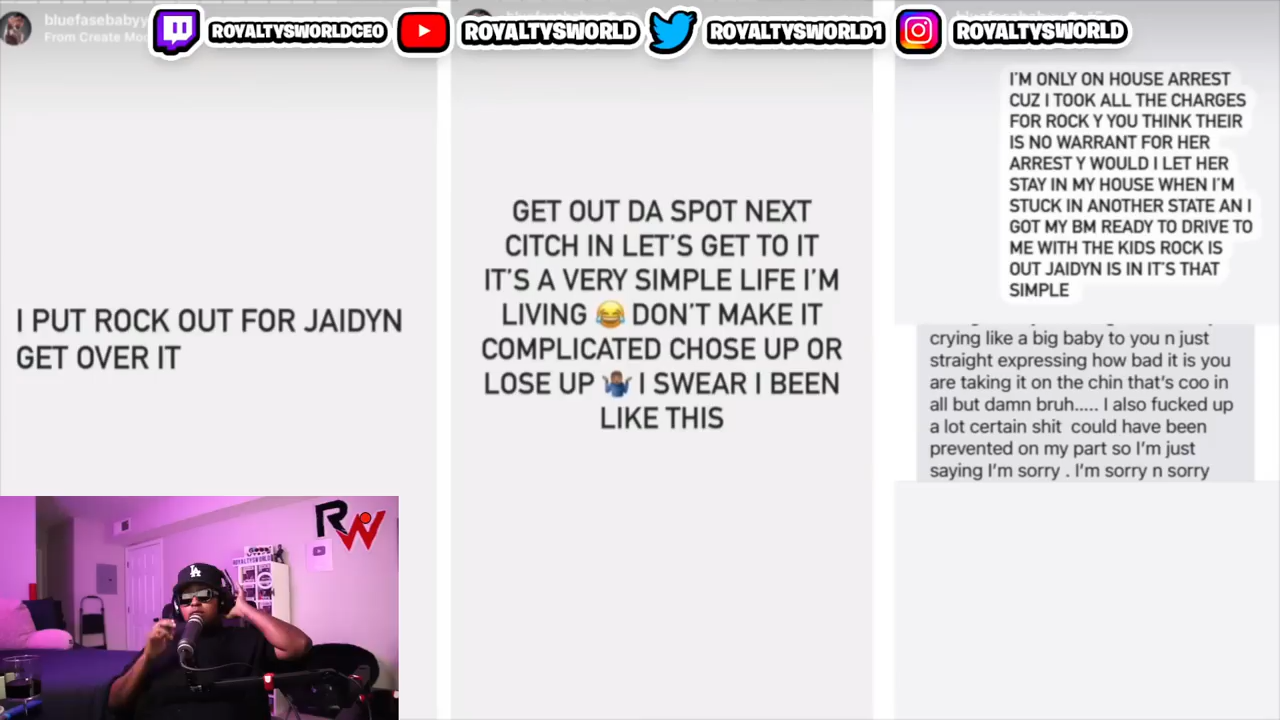 bluefasebabyy
From Create Mo
ROYALTYSWORLDCEO
ROYALTYSWORLD
ROYALTYSWORLD1
ROYALTYSWORLD
I PUT ROCK OUT FOR JAIDYN
GET OVER IT
GET OUT DA SPOT NEXT
CITCH IN LET'S GET TO IT
IT'S A VERY SIMPLE LIFE I'M
LIVING 😂 DON'T MAKE IT
COMPLICATED CHOSE UP OR
LOSE UP 🤷🏾‍♂️ I SWEAR I BEEN
LIKE THIS
I'M ONLY ON HOUSE ARREST
CUZ I TOOK ALL THE CHARGES
FOR ROCK Y YOU THINK THEIR
IS NO WARRANT FOR HER
ARREST Y WOULD I LET HER
STAY IN MY HOUSE WHEN I'M
STUCK IN ANOTHER STATE AN I
GOT MY BM READY TO DRIVE TO
ME WITH THE KIDS ROCK IS
OUT JAIDYN IS IN IT'S THAT
SIMPLE
crying like a big baby to you n just
straight expressing how bad it is you
are taking it on the chin that's coo in
all but damn bruh..... I also fucked up
a lot certain shit could have been
prevented on my part so I'm just
saying I'm sorry . I'm sorry n sorry
RW
ROYALTYSWORLD
LA